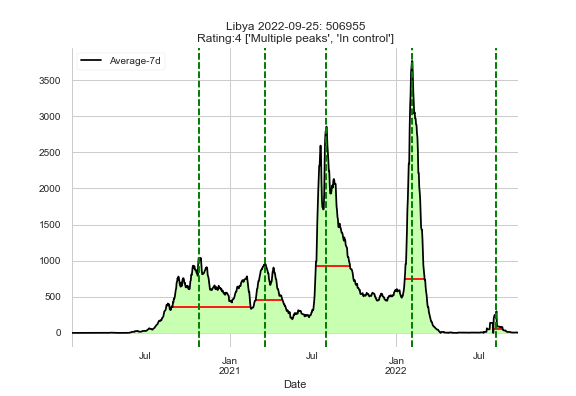 Libya 2022-09-25: 506955
Rating:4 ['Multiple peaks', 'In control']
Average-7d
3500
3000
2500
2000
1500
1000
500
0
Jul
Jan
2021
Jul
Jan
2022
Jul
Date